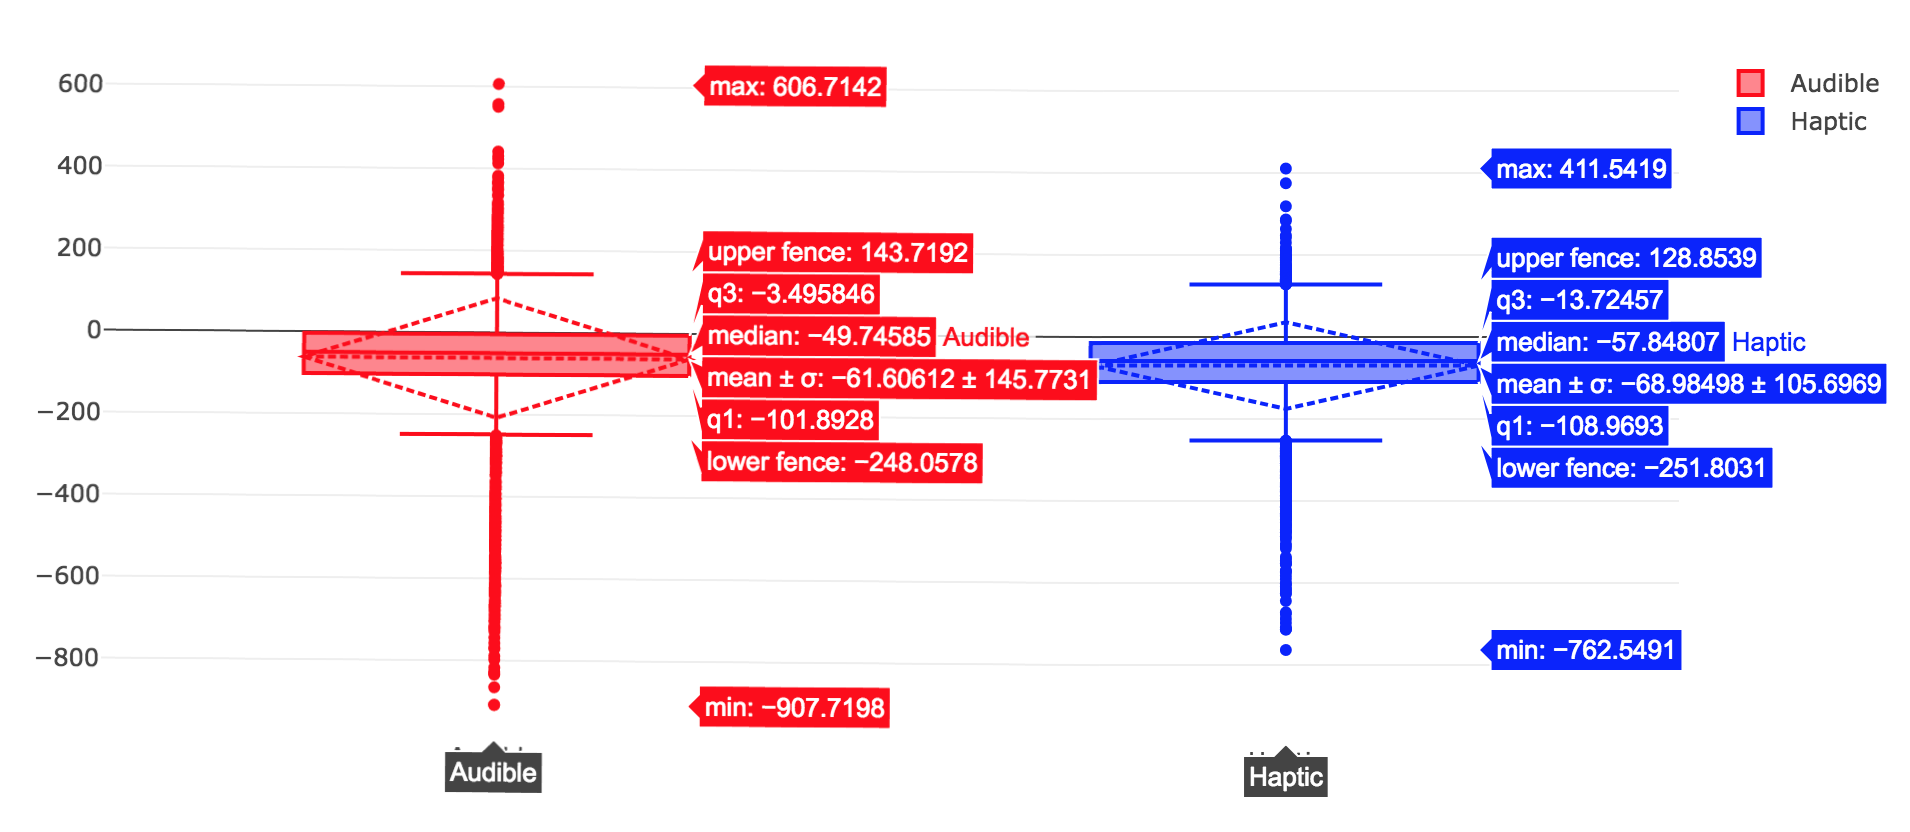 600
400
200
0
−200
−400
−600
−800
max: 606.7142
upper fence: 143.7192
q3: −3.495846
median: −49.74585 Audible
mean ± σ: −61.60612 ± 145.7731
q1: −101.8928
lower fence: −248.0578
min: −907.7198
Audible
max: 411.5419
upper fence: 128.8539
q3: −13.72457
median: −57.84807 Haptic
mean ± σ: −68.98498 ± 105.6969
q1: −108.9693
lower fence: −251.8031
min: −762.5491
Haptic
Audible
Haptic